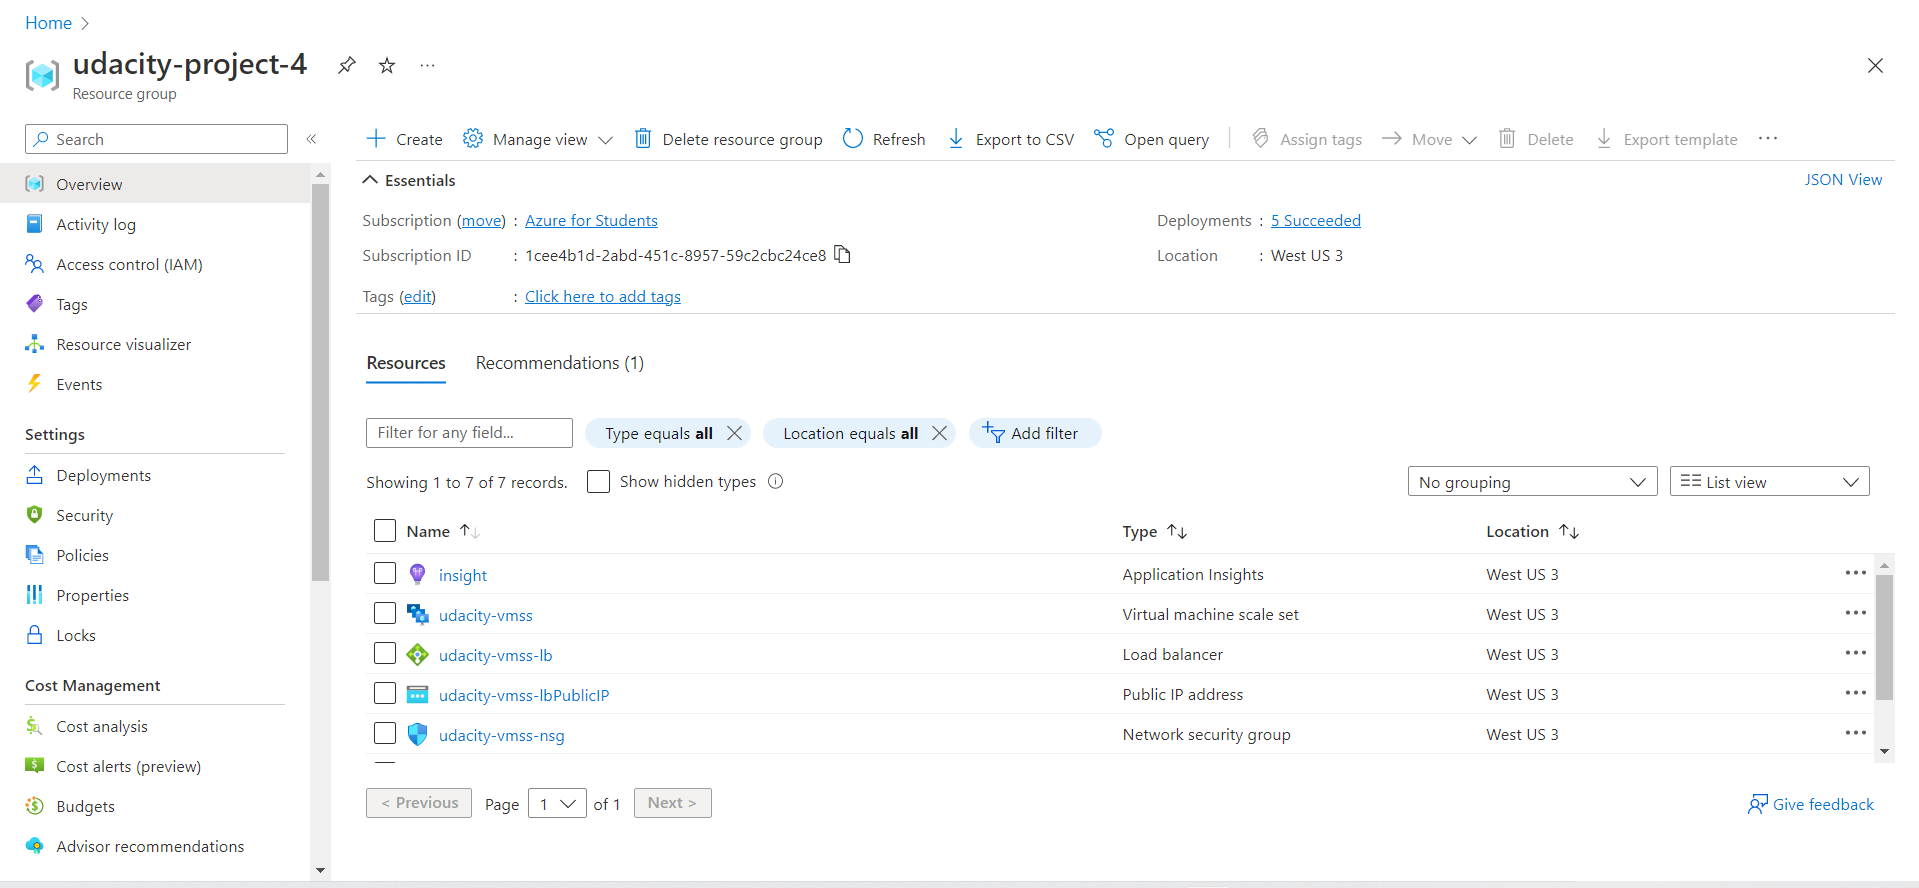 Home >
udacity-project-4 ...
Resource group
Search «
Overview
Activity log
Access control (IAM)
Tags
Resource visualizer
Events
Settings
Deployments
Security
Policies
Properties
Locks
Cost Management
Cost analysis
Cost alerts (preview)
Budgets
Advisor recommendations
Create Manage view Delete resource group Refresh Export to CSV Open query Assign tags Move Delete Export template ...
Essentials JSON View
Subscription (move) : Azure for Students Deployments : 5 Succeeded
Subscription ID : 1cee4b1d-2abd-451c-8957-59c2cbc24ce8 Location : West US 3
Tags (edit) : Click here to add tags
Resources Recommendations (1)
Filter for any field... Type equals all Location equals all Add filter
Showing 1 to 7 of 7 records. Show hidden types No grouping List view
Name Type Location
insight Application Insights West US 3 ...
udacity-vmss Virtual machine scale set West US 3 ...
udacity-vmss-lb Load balancer West US 3 ...
udacity-vmss-lbPublicIP Public IP address West US 3 ...
udacity-vmss-nsg Network security group West US 3 ...
< Previous Page 1 of 1 Next > Give feedback